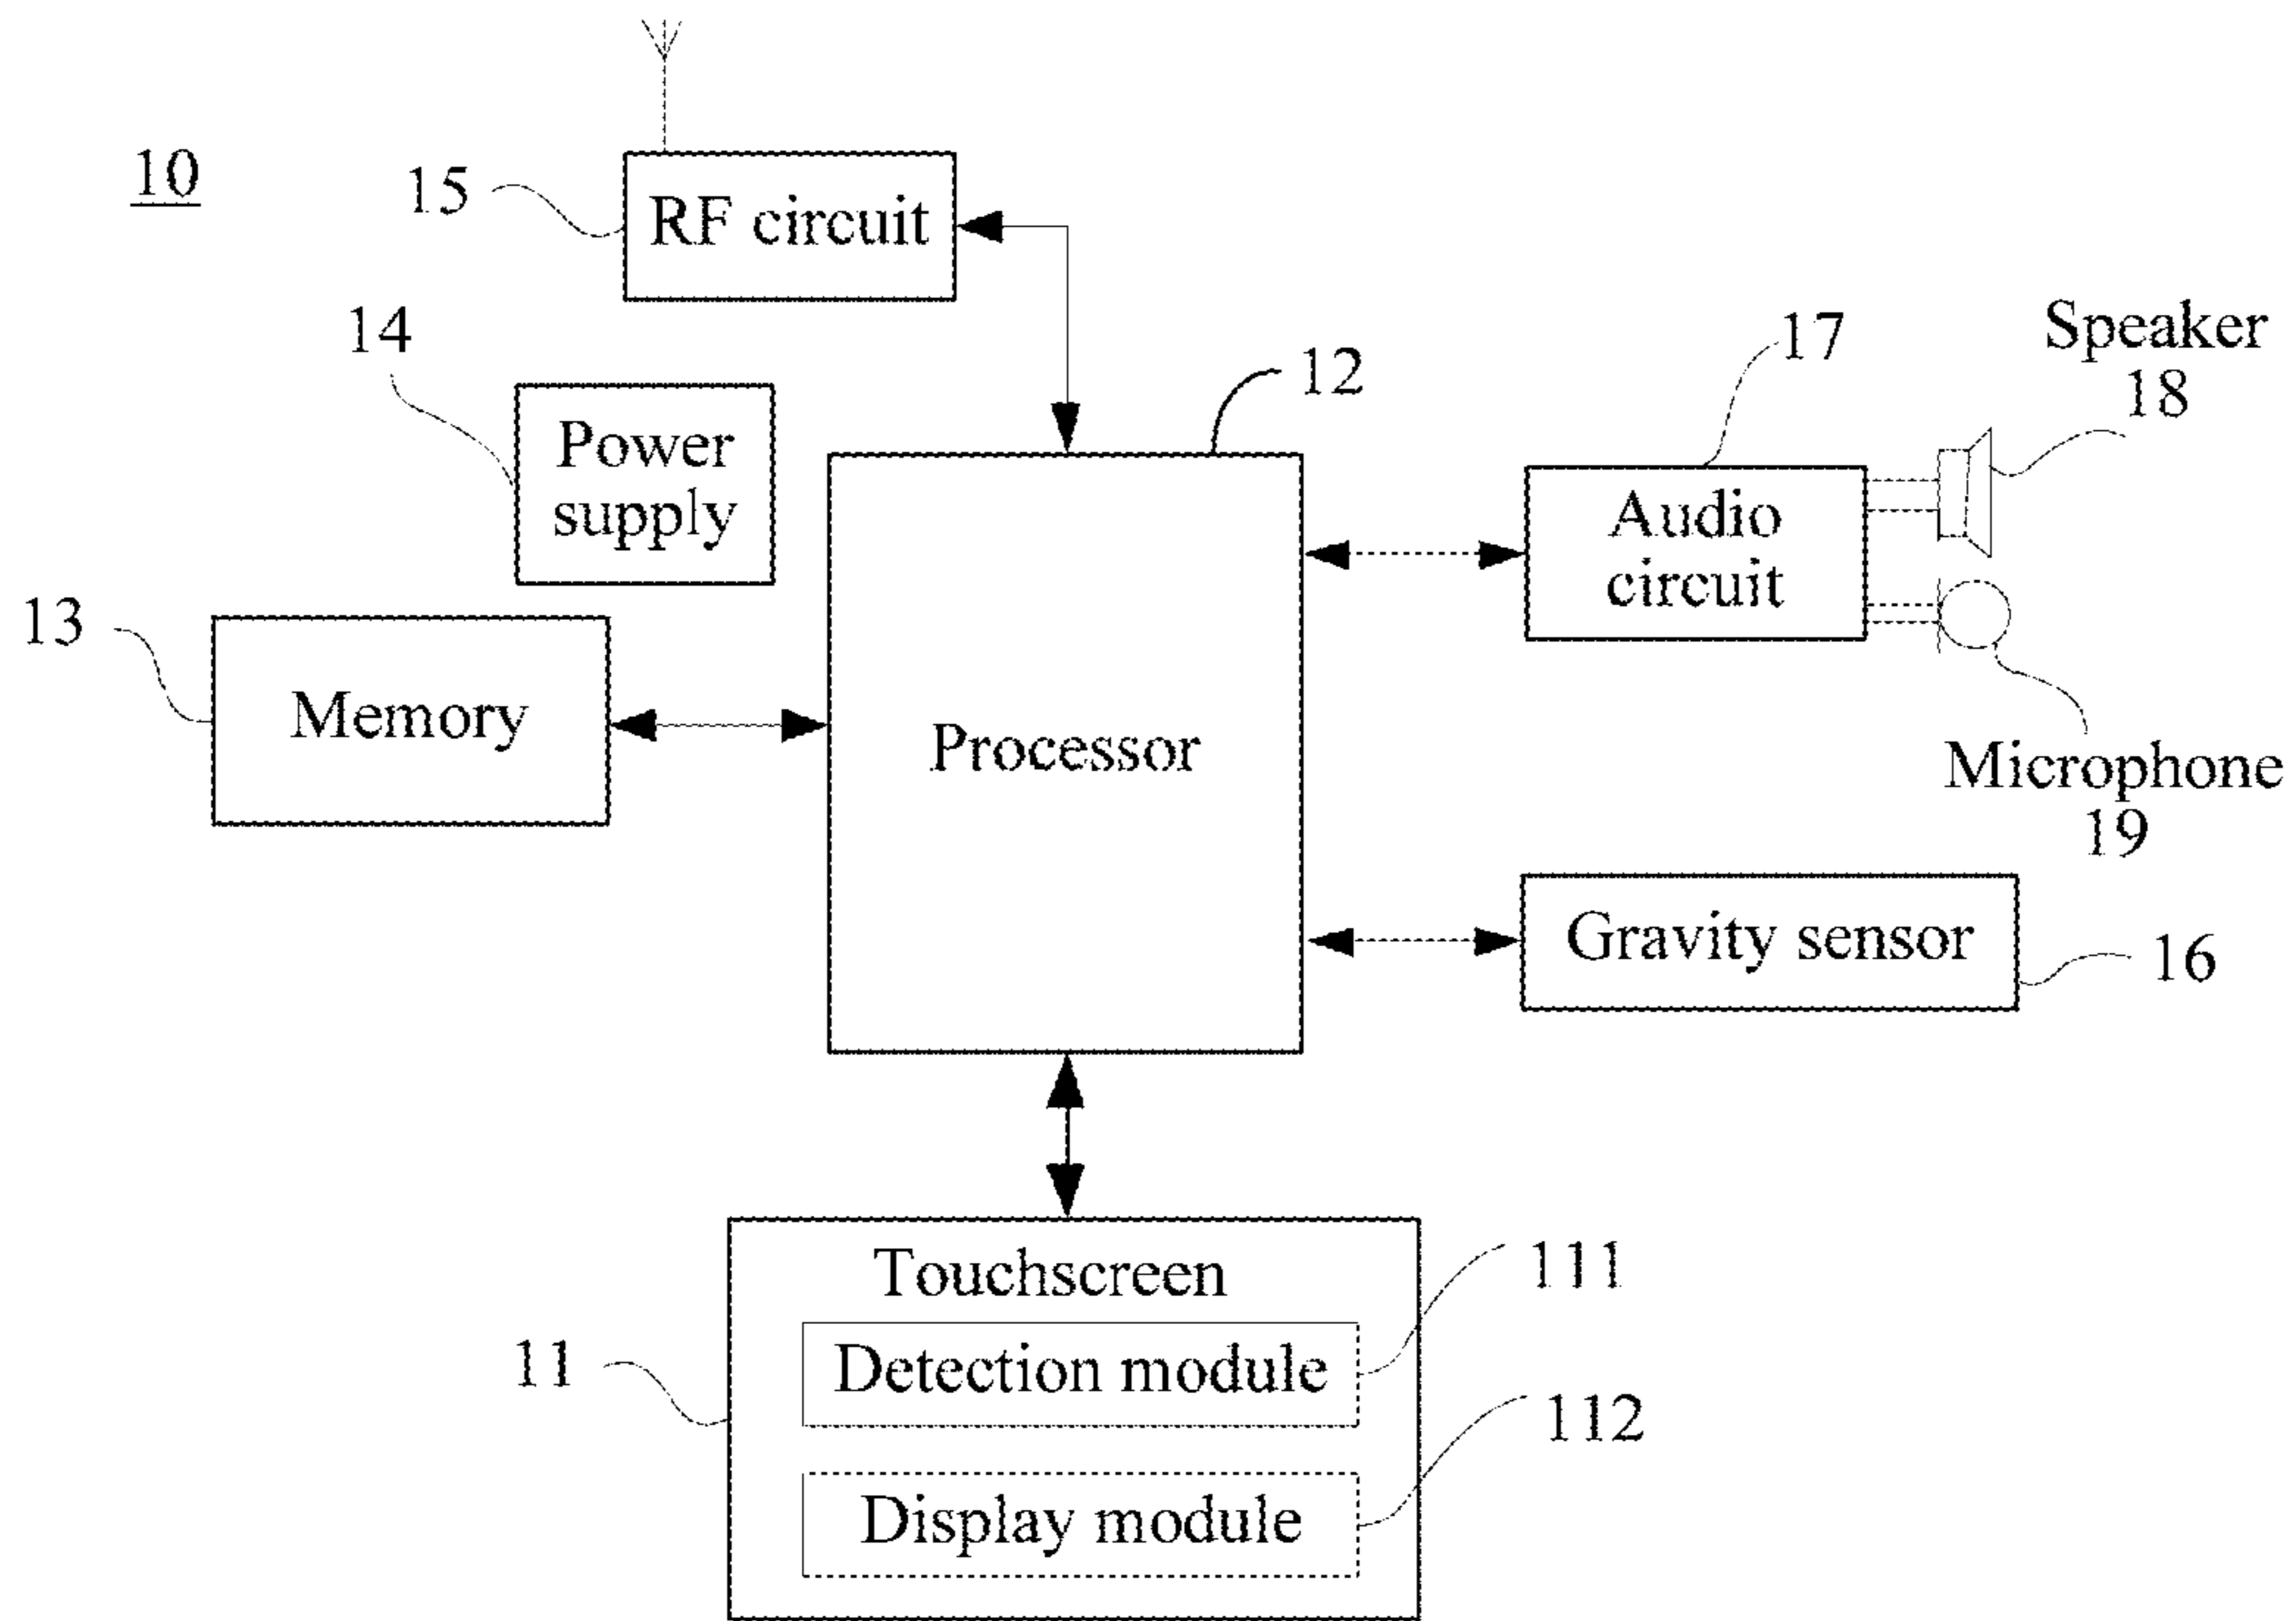 10
15
RF circuit
14
Power
supply
12
17
Speaker
18
Audio
circuit
13
Memory
Processor
Microphone
19
Gravity sensor
16
Touchscreen
111
11
Detection module
112
Display module